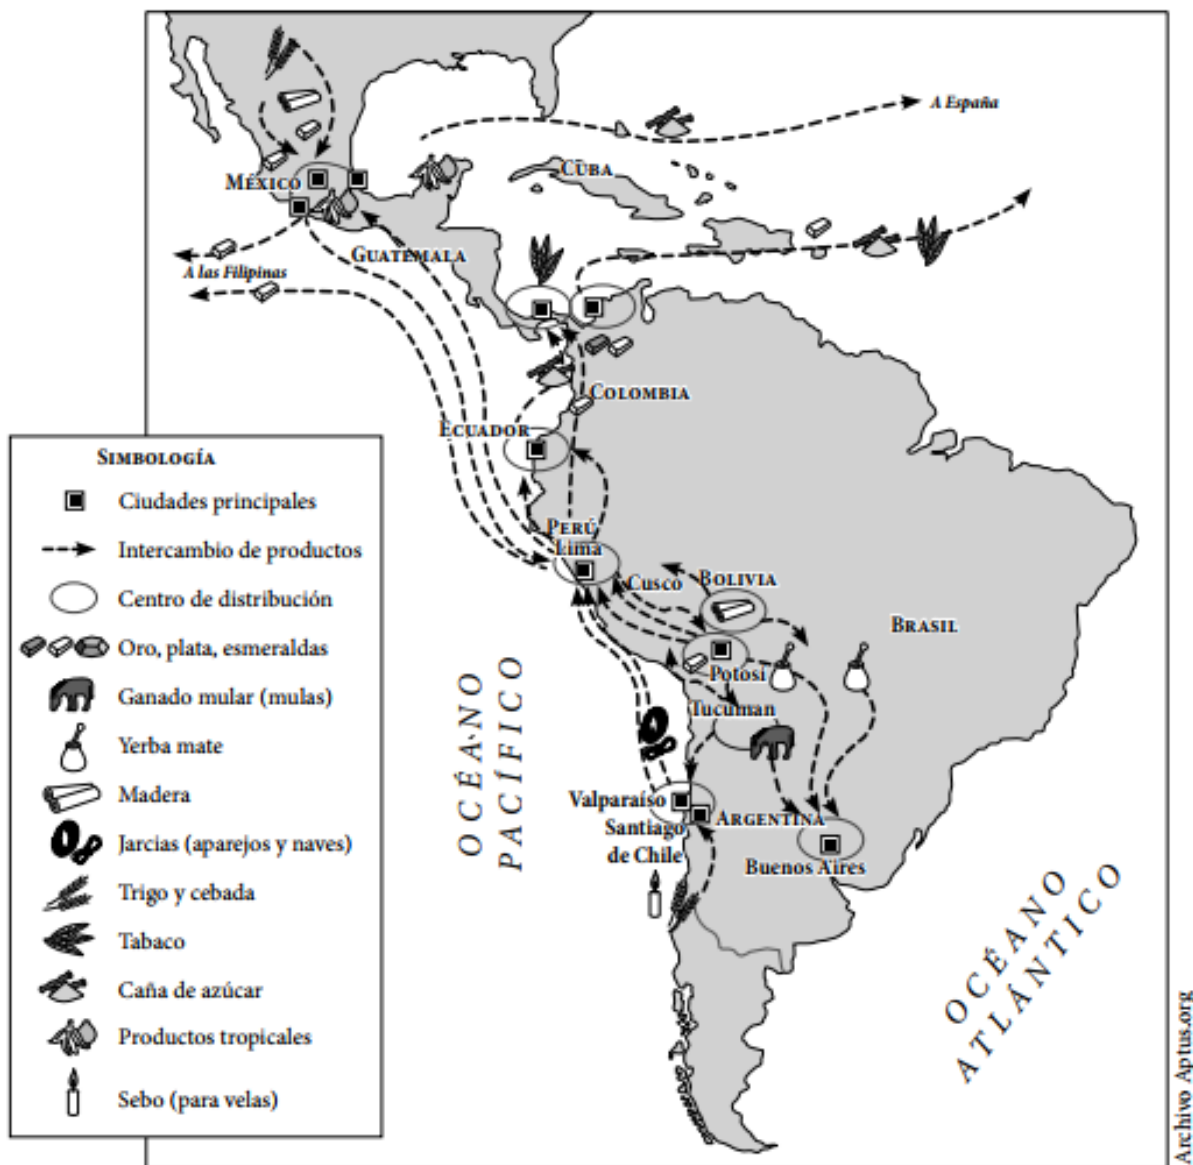 A España
CUBA
MÉXICO
GUATEMALA
A las Filipinas
COLOMBIA
ECUADOR
SIMBOLOGÍA
Ciudades principales
Intercambio de productos
Centro de distribución
Oro, plata, esmeraldas
Ganado mular (mulas)
Yerba mate
Madera
Jarcias (aparejos y naves)
Trigo y cebada
Tabaco
Caña de azúcar
Productos tropicales
Sebo (para velas)
PERÚ
Lima
Cusco
BOLIVIA
BRASIL
Potosí
Tucuman
OCÉANO
PACÍFICO
Valparaíso
Santiago
de Chile
ARGENTINA
Buenos Aires
OCÉANO
ATLÁNTICO
Archivo Aptus.org